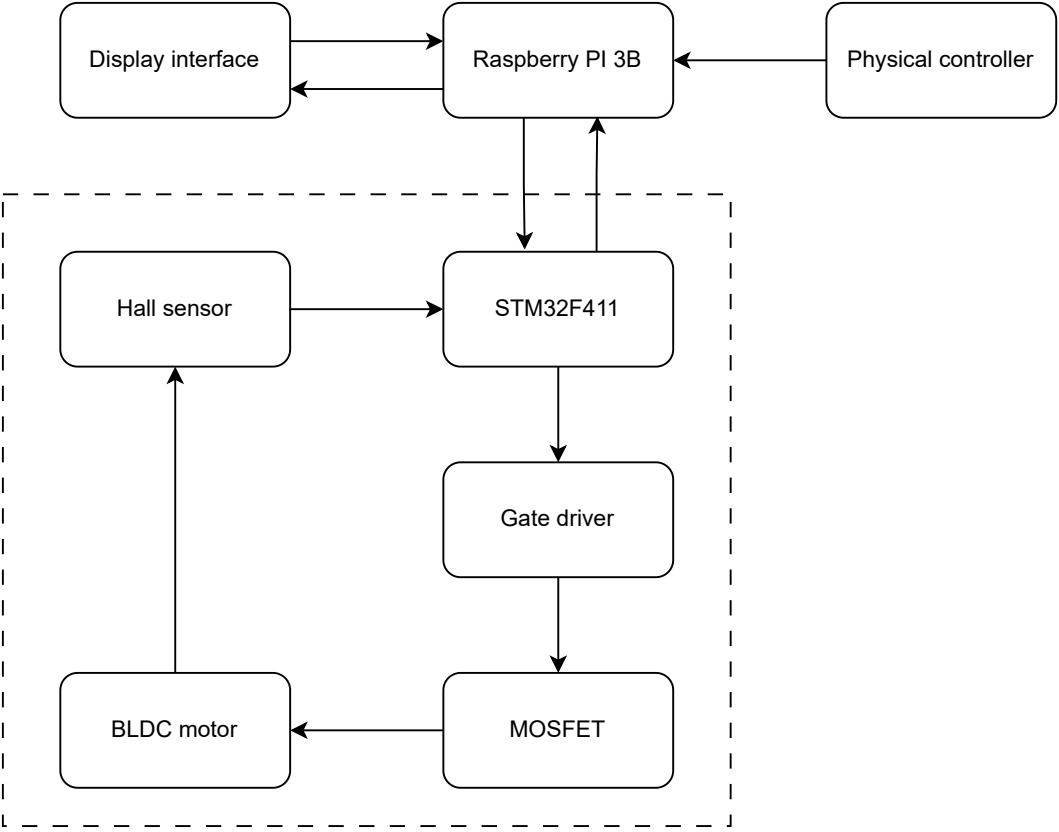 Display interface
Raspberry PI 3B
Physical controller
Hall sensor
STM32F411
Gate driver
BLDC motor
MOSFET